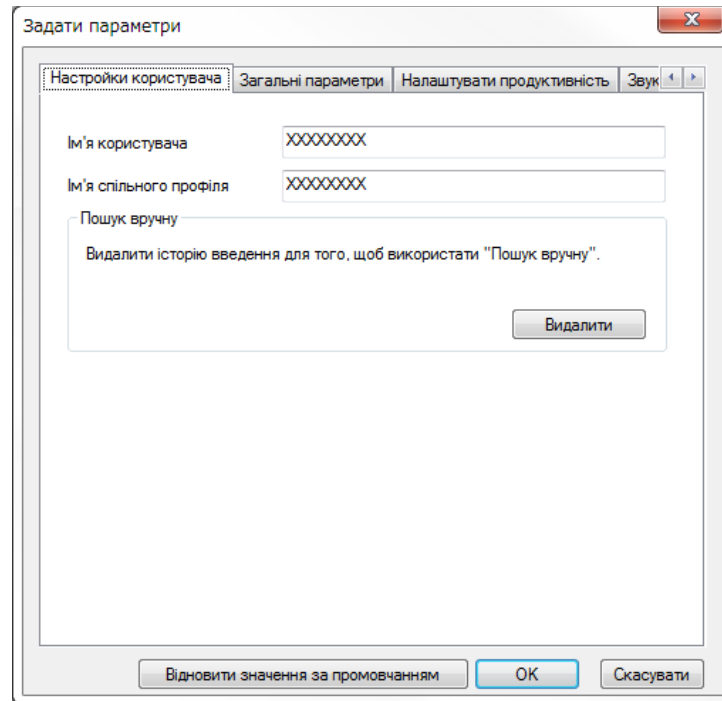 Задати параметри
Настройки користувача Загальні параметри Налаштувати продуктивність Звук
Ім'я користувача XXXXXXXX
Ім'я спільного профіля XXXXXXXX
Пошук вручну
Видалити історію введення для того, щоб використати "Пошук вручну".
Видалити
Відновити значення за промовчанням OK Скасувати